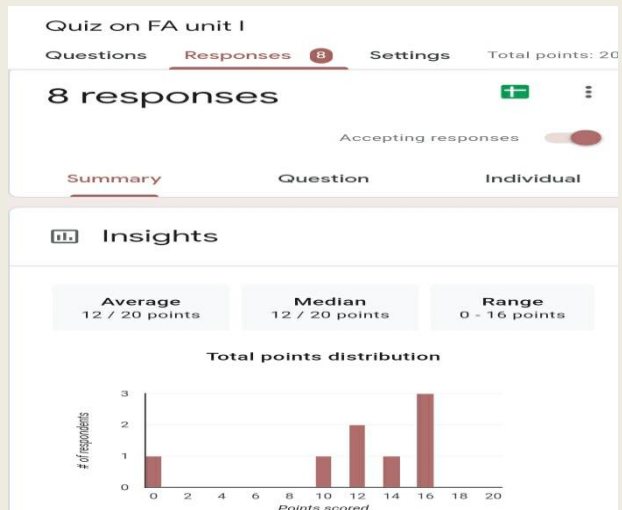 Quiz on FA unit I
Questions Responses 8 Settings Total points: 20
8 responses
Accepting responses
Summary Question Individual
Insights
Average Median Range
12 / 20 points 12 / 20 points 0 - 16 points
Total points distribution
3
2
1
0
# of respondents
0 2 4 6 8 10 12 14 16 18 20
Points scored